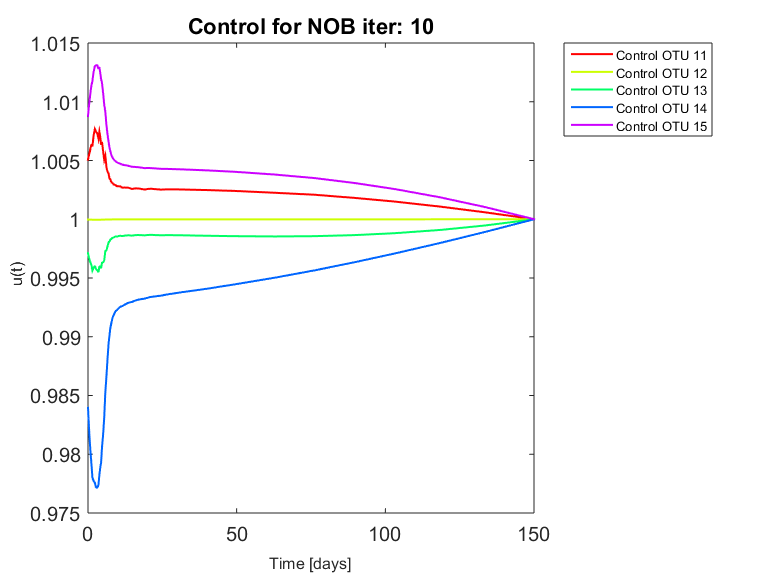 Control for NOB iter: 10
1.015
1.01
1.005
1
0.995
0.99
0.985
0.98
0.975
u(t)
0
50
100
150
Time [days]
Control OTU 11
Control OTU 12
Control OTU 13
Control OTU 14
Control OTU 15